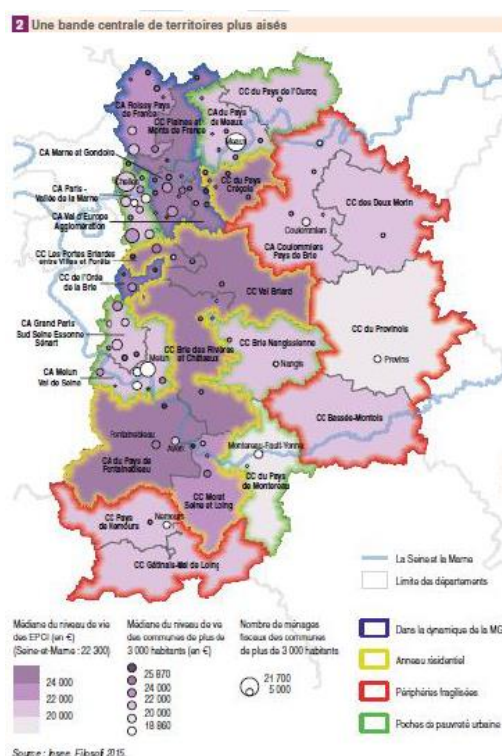 2 Une bande centrale de territoires plus aisés
CC du Pays de l'Ourcq
CA Roissy Pays
de France
CC Plaines et
Monts de France
CA du Pays
de Meaux
Meaux
CA Marne et Gondoire
CC du Pays
Créçois
Chelles
CA Paris -
Vallée de la Marne
CC des Deux Morin
CA Val d'Europe
Agglomération
Coulommiers
CA Coulommiers
Pays de Brie
CC Les Portes Briardes
entre Villes et Forêts
CC de l'Orée
de la Brie
CC Val Briard
CC du Provinois
CA Grand Paris
Sud Seine Essonne
Sénart
CC Brie des Rivières
et Châteaux
CC Brie Nangissienne
Provins
Melun
Nangis
CA Melun
Val de Seine
CC Bassée-Montois
Fontainebleau
Avon
Montereau-Fault-Yonne
CA du Pays de
Fontainebleau
CC du Pays
de Montereau
CC Moret
Seine et Loing
CC Pays
de Nemours
Nemours
CC Gâtinais-Val de Loing
La Seine et la Marne
Limite des départements
Médiane du niveau de vie
des EPCI (en €)
(Seine-et-Marne : 22 300)
24 000
22 000
20 000
Médiane du niveau de vie
des communes de plus de
3 000 habitants (en €)
25 870
24 000
22 000
20 000
18 860
Nombre de ménages
fiscaux des communes
de plus de 3 000 habitants
21 700
5 000
Dans la dynamique de la MG
Anneau résidentiel
Périphéries fragilisées
Poches de pauvreté urbaine
Source : Insee, Filosofi 2015.